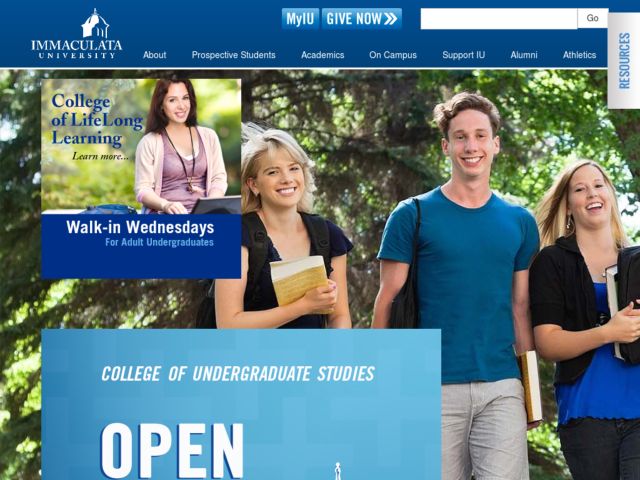 MyIU
GIVE NOW
Go
IMMACULATA
UNIVERSITY
About
Prospective Students
Academics
On Campus
Support IU
Alumni
Athletics
RESOURCES
College
of LifeLong
Learning
Learn more...
Walk-in Wednesdays
For Adult Undergraduates
COLLEGE OF UNDERGRADUATE STUDIES
OPEN